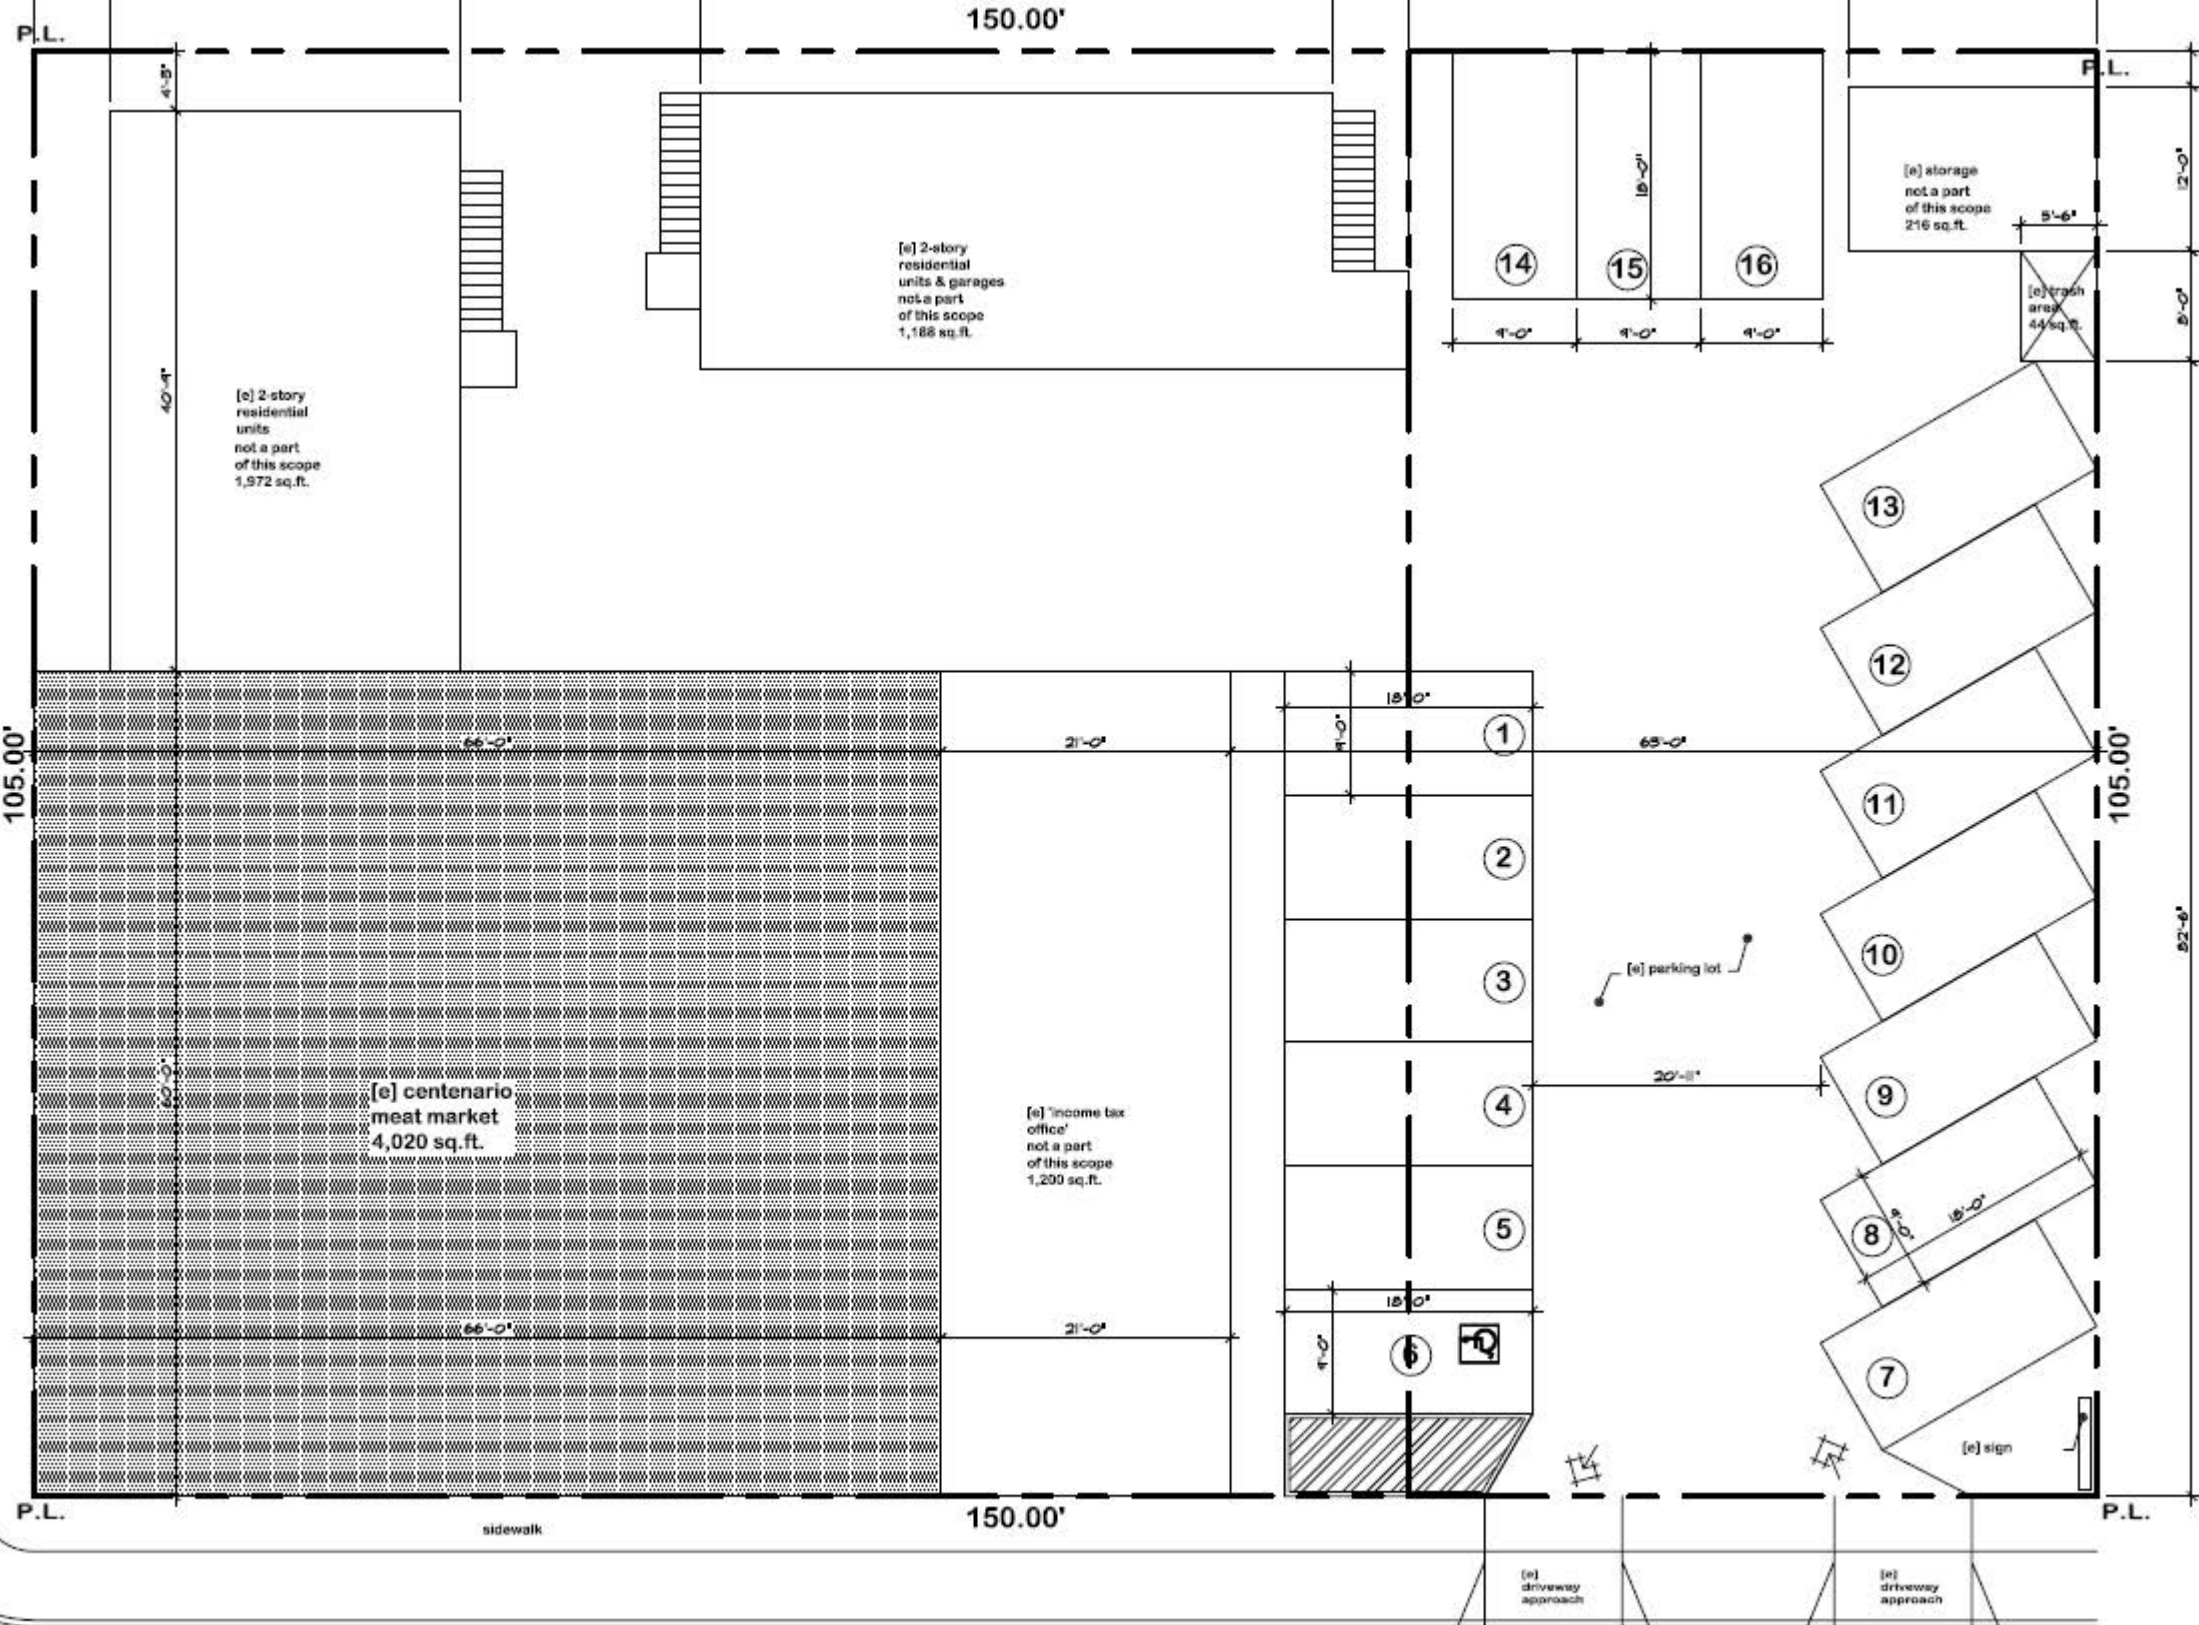 150.00'
P.L.
P.L.
4'-8"
[e] storage
not a part
of this scope
216 sq.ft.
12'-0"
18'-0"
5'-6"
[e] 2-story
residential
units & garages
not a part
of this scope
1,188 sq.ft.
14
15
16
[e] trash
area
44 sq.ft.
8'-0"
9'-0"
9'-0"
9'-0"
40'-9"
[e] 2-story
residential
units
not a part
of this scope
1,972 sq.ft.
13
12
18'-0"
9'-0"
1
66'-0"
21'-0"
63'-0"
105.00'
105.00'
11
2
82'-6"
10
3
[e] parking lot
20'-11"
60'-0"
[e] centenario
meat market
4,020 sq.ft.
[e] 'income tax
office'
not a part
of this scope
1,200 sq.ft.
4
9
5
8
9'-0"
18'-0"
18'-0"
66'-0"
21'-0"
9'-0"
6
7
[e] sign
P.L.
150.00'
P.L.
sidewalk
[e]
driveway
approach
[e]
driveway
approach